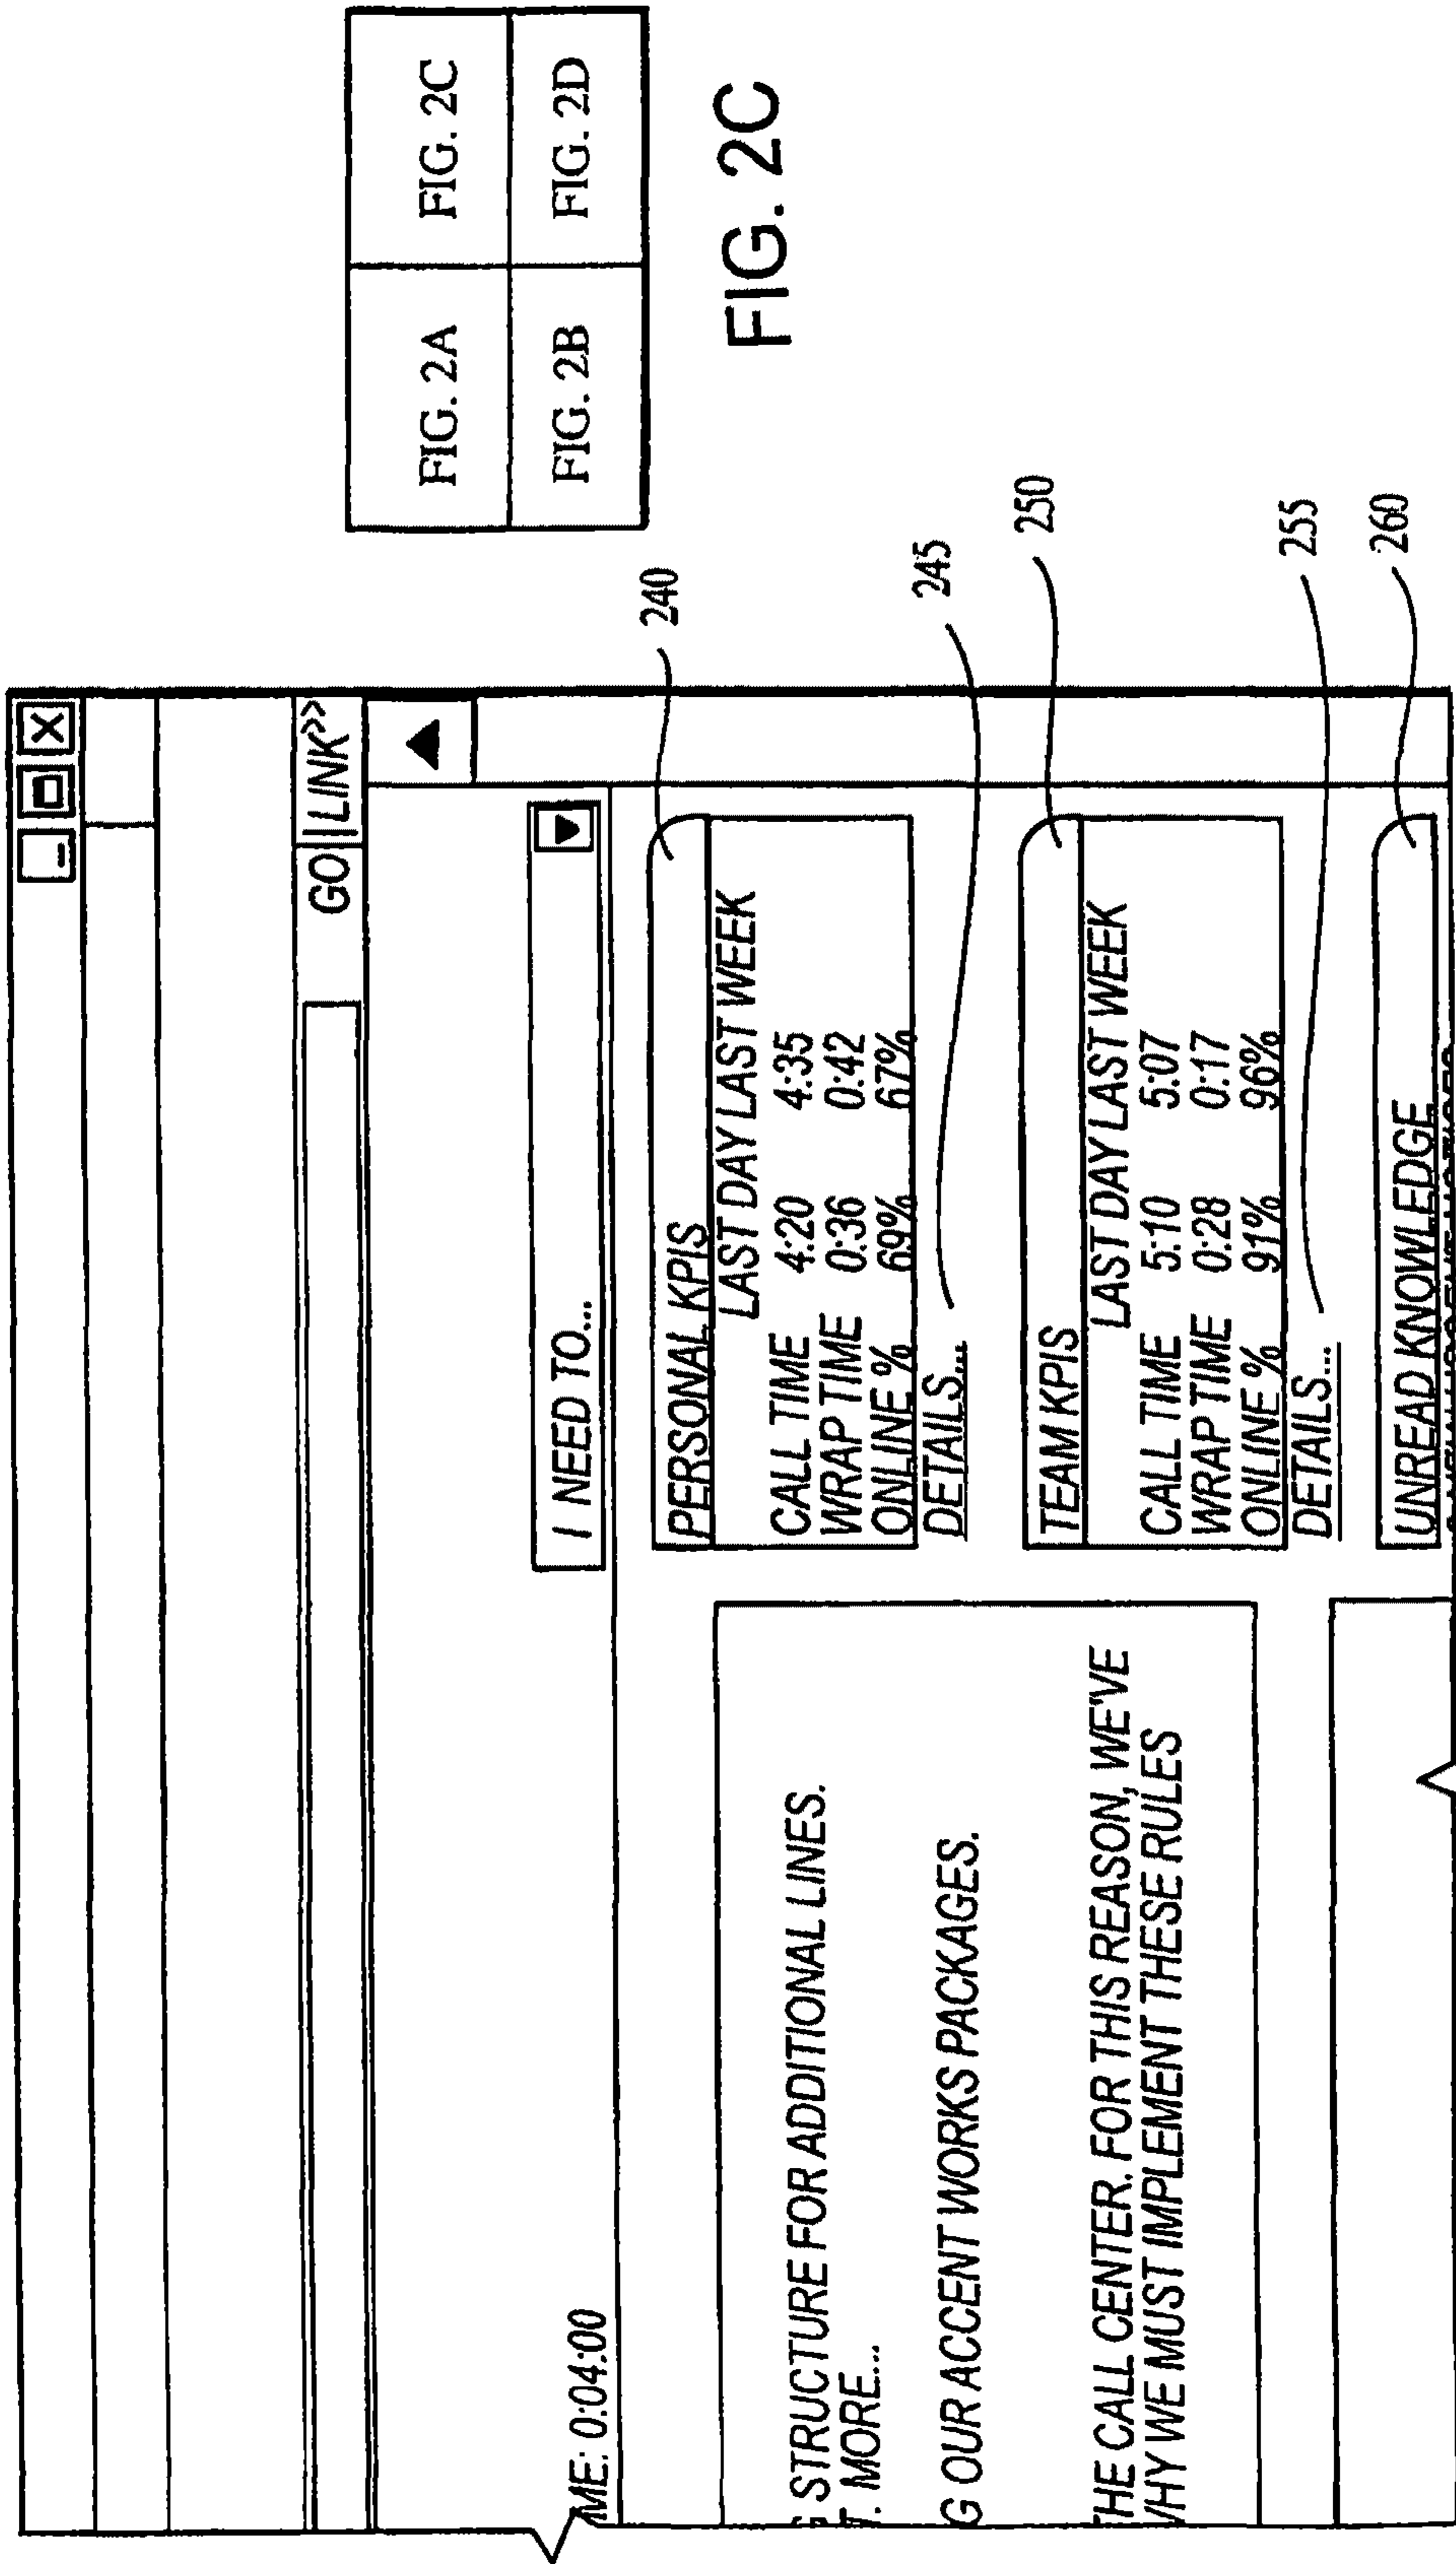 GO LINK>>
ME: 0:04:00
I NEED TO...
STRUCTURE FOR ADDITIONAL LINES.
T. MORE...
G OUR ACCENT WORKS PACKAGES.
THE CALL CENTER. FOR THIS REASON, WE'VE
WHY WE MUST IMPLEMENT THESE RULES
PERSONAL KPIS
LAST DAY LAST WEEK
CALL TIME 4:20 4:35
WRAP TIME 0:36 0:42
ONLINE % 69% 67%
DETAILS...
TEAM KPIS
LAST DAY LAST WEEK
CALL TIME 5:10 5:07
WRAP TIME 0:28 0:17
ONLINE % 91% 96%
DETAILS...
UNREAD KNOWLEDGE
240
245
250
255
260
FIG. 2A FIG. 2C
FIG. 2B FIG. 2D
FIG. 2C